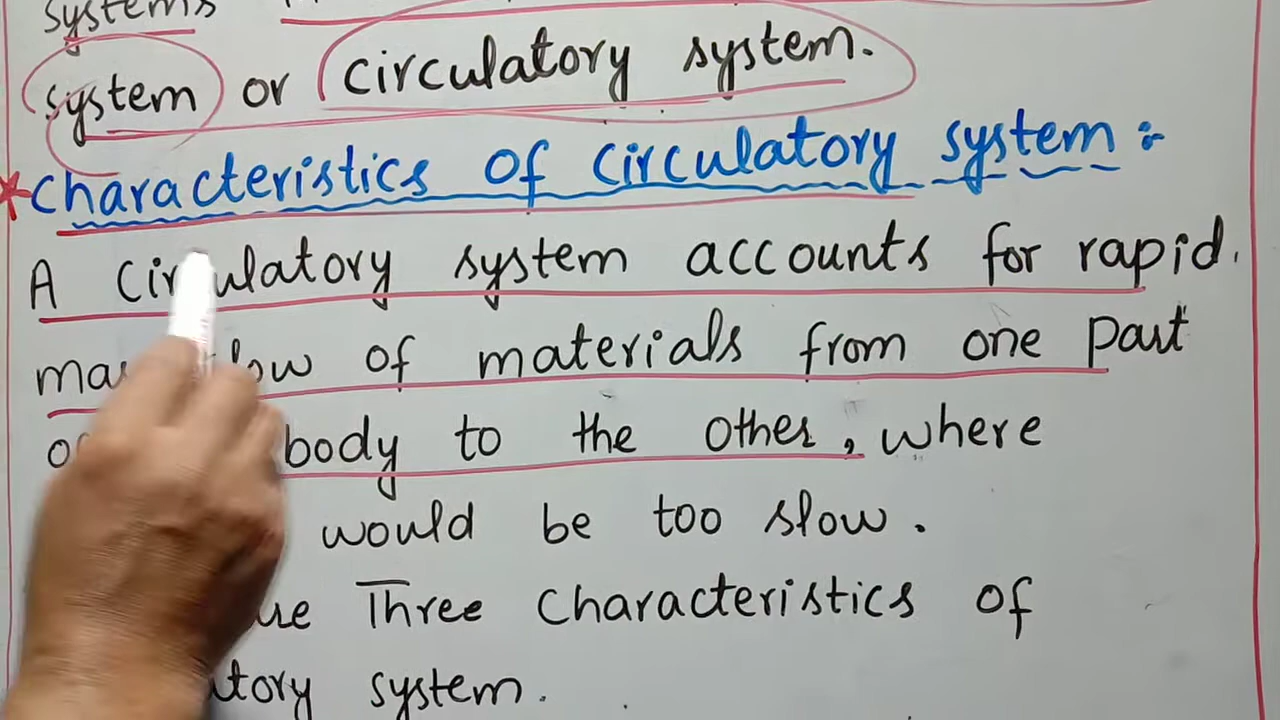 systems
system or circulatory system.
* characteristics of circulatory system :-
A circulatory system accounts for rapid
flow of materials from one part
body to the other, where
would be too slow.
Three characteristics of
system.